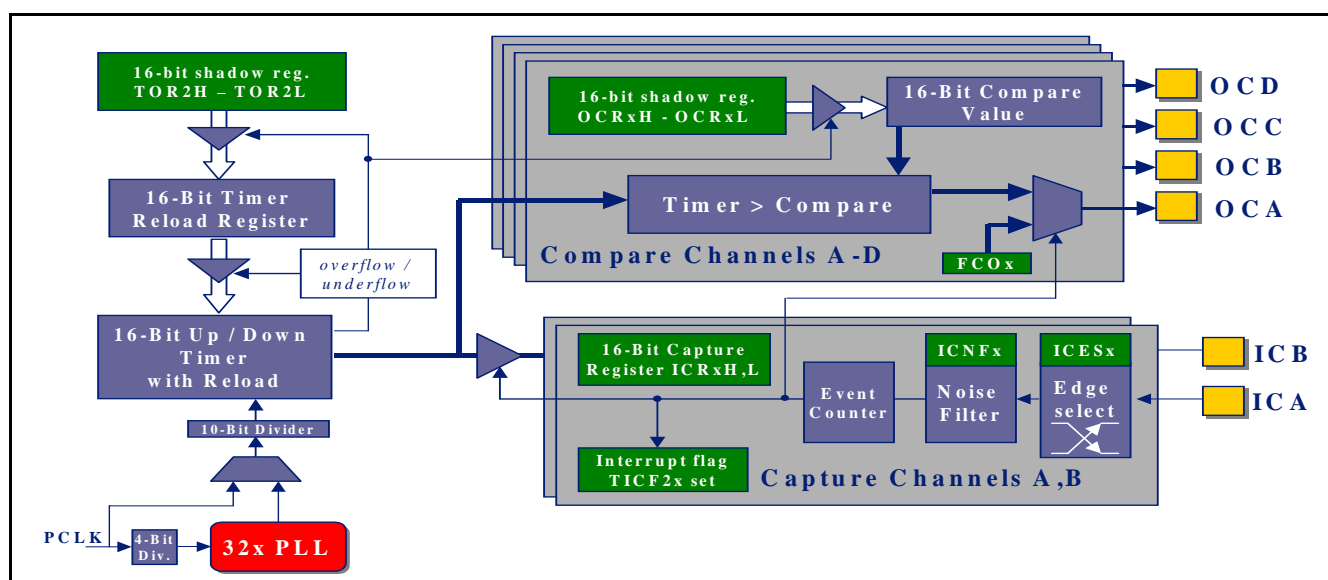 16-bit shadow reg.
TOR2H – TOR2L
16-Bit Timer
Reload Register
overflow /
underflow
16-Bit Up / Down
Timer
with Reload
10-Bit Divider
PCLK
4-Bit
Div.
32x PLL
16-bit shadow reg.
OCRxH - OCRxL
16-Bit Compare
Value
Timer > Compare
FCOx
Compare Channels A-D
OCD
OCC
OCB
OCA
16-Bit Capture
Register ICRxH,L
Event
Counter
ICNFx
Noise
Filter
ICESx
Edge
select
Interrupt flag
TICF2x set
Capture Channels A,B
ICB
ICA